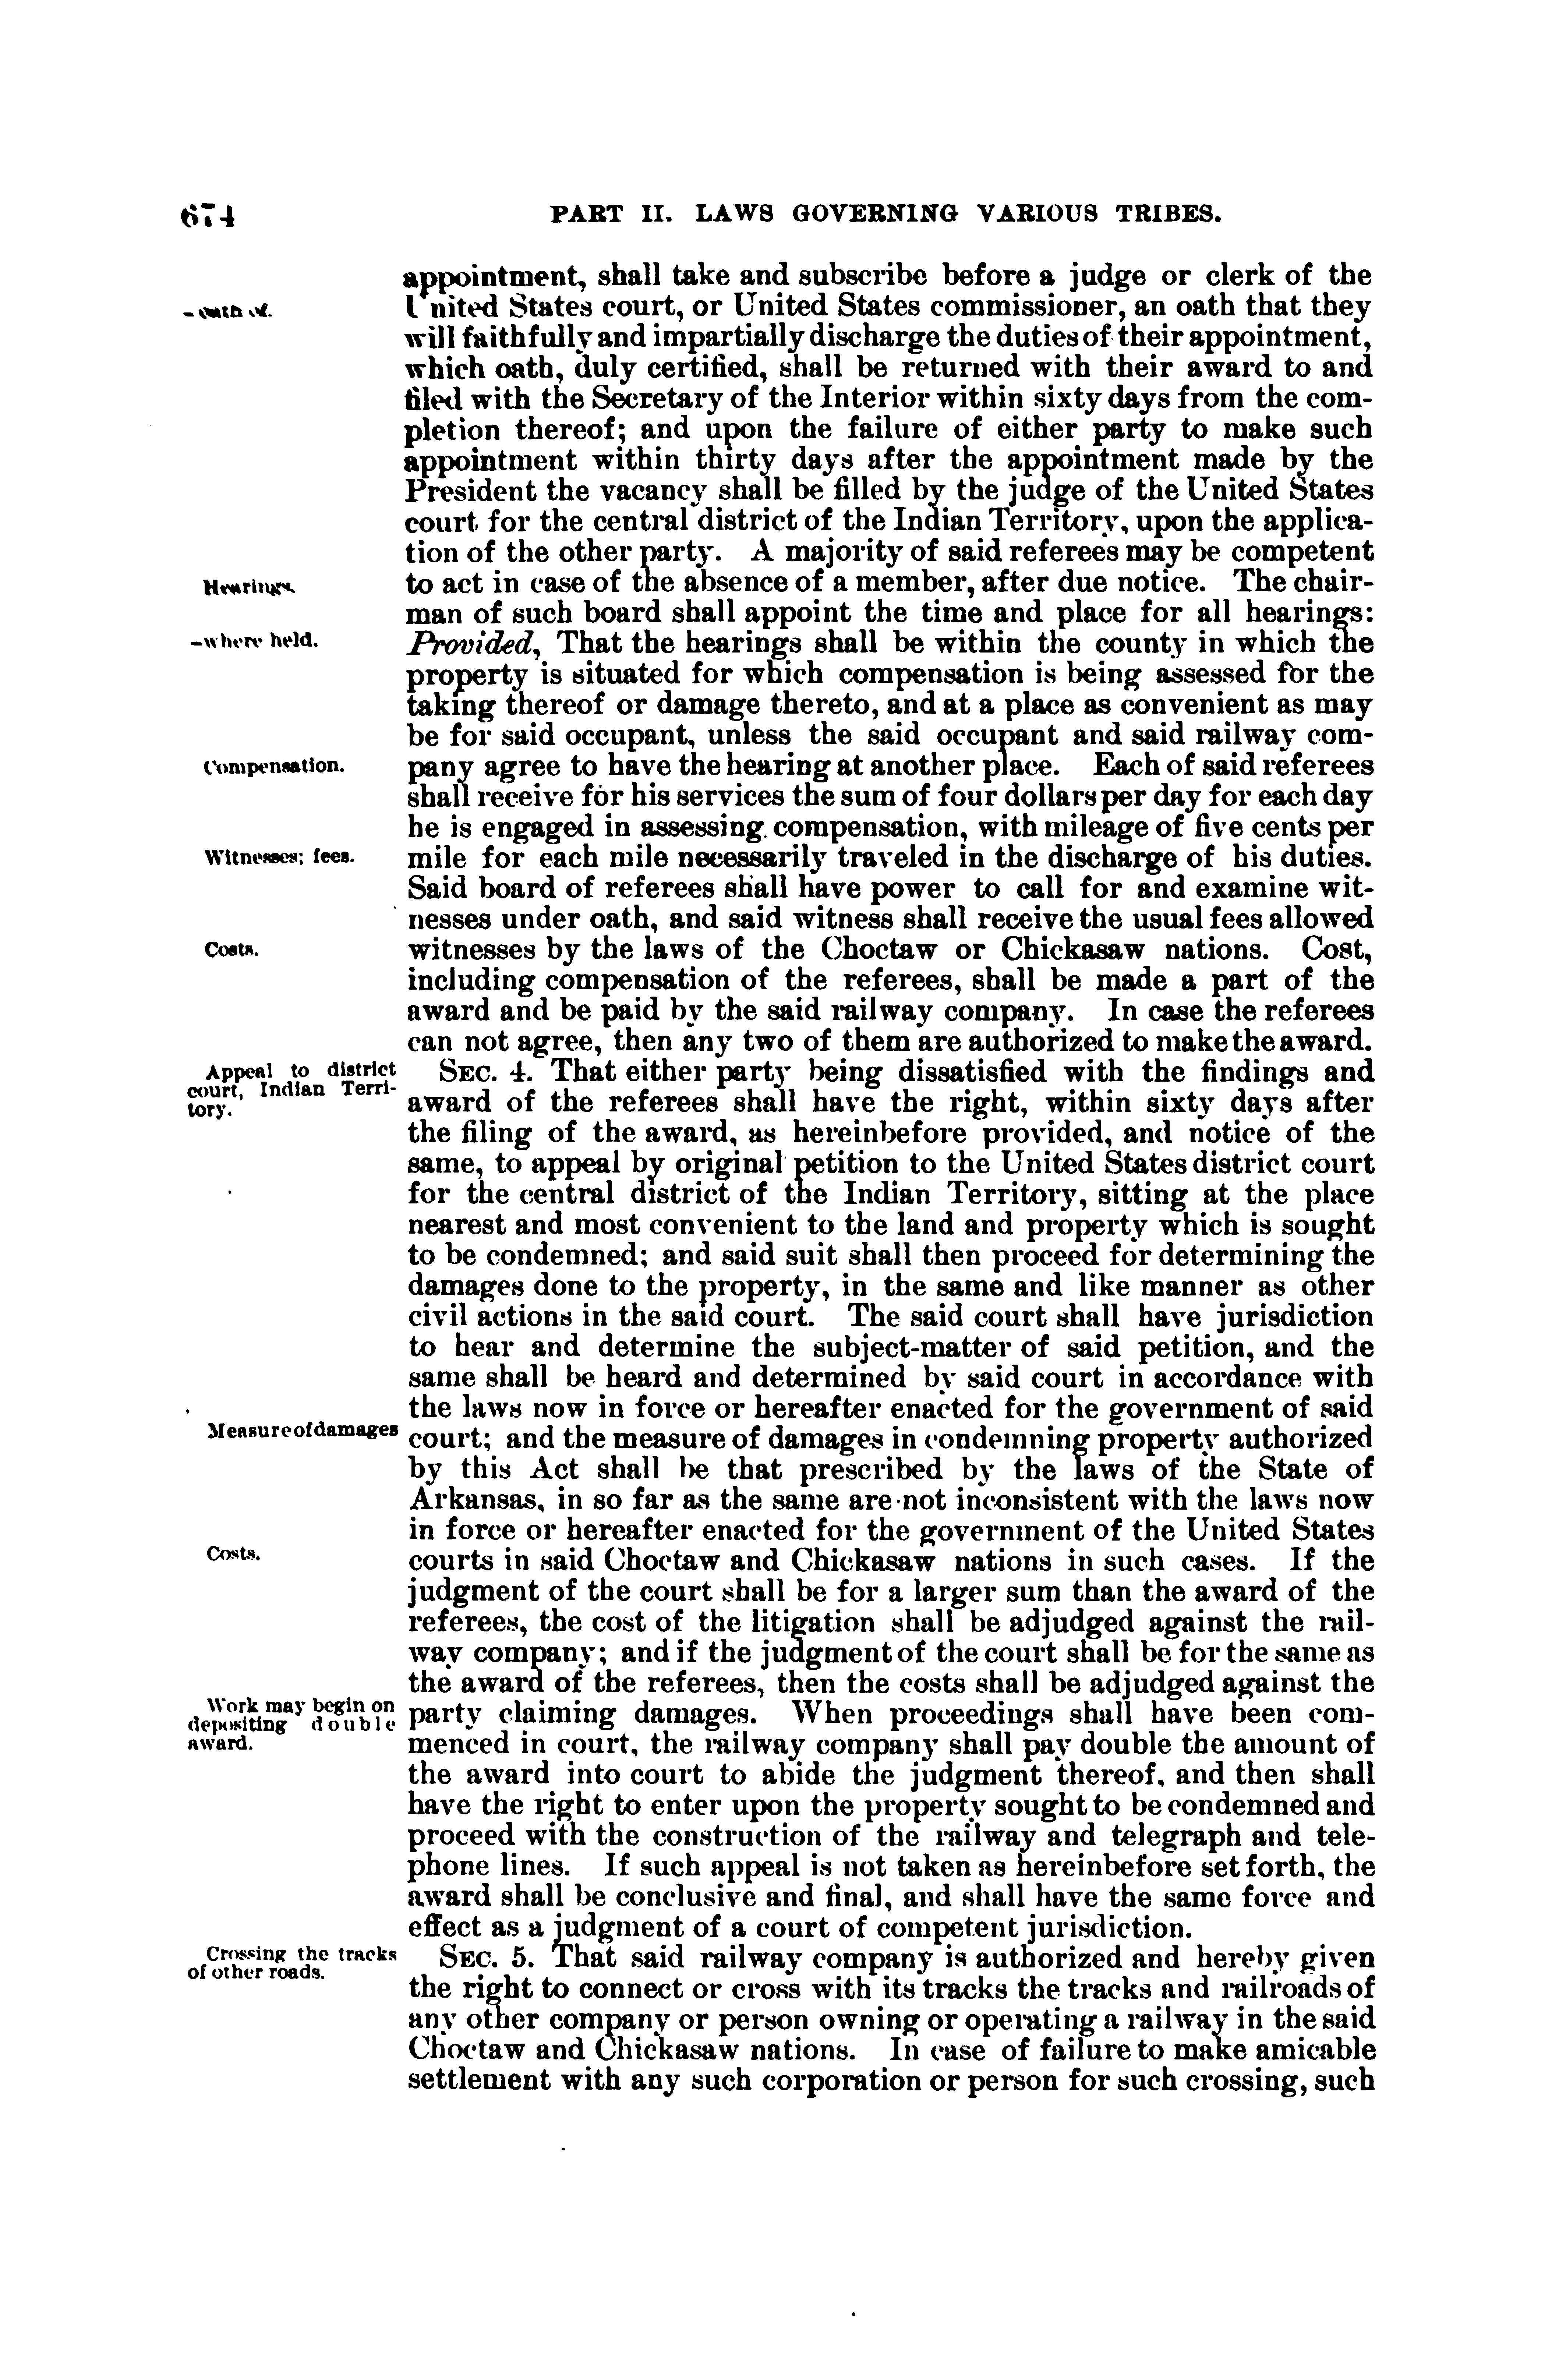 674
PART II. LAWS GOVERNING VARIOUS TRIBES.
appointment, shall take and subscribe before a judge or clerk of the
—oath of.
United States court, or United States commissioner, an oath that they
will faithfully and impartially discharge the duties of their appointment,
which oath, duly certified, shall be returned with their award to and
filed with the Secretary of the Interior within sixty days from the com-
pletion thereof; and upon the failure of either party to make such
appointment within thirty days after the appointment made by the
President the vacancy shall be filled by the judge of the United States
court for the central district of the Indian Territory, upon the applica-
tion of the other party. A majority of said referees may be competent
Hearings.
to act in case of the absence of a member, after due notice. The chair-
man of such board shall appoint the time and place for all hearings:
—where held.
Provided, That the hearings shall be within the county in which the
property is situated for which compensation is being assessed for the
taking thereof or damage thereto, and at a place as convenient as may
be for said occupant, unless the said occupant and said railway com-
Compensation.
pany agree to have the hearing at another place. Each of said referees
shall receive for his services the sum of four dollars per day for each day
he is engaged in assessing compensation, with mileage of five cents per
Witnesses; fees.
mile for each mile necessarily traveled in the discharge of his duties.
Said board of referees shall have power to call for and examine wit-
nesses under oath, and said witness shall receive the usual fees allowed
Costs.
witnesses by the laws of the Choctaw or Chickasaw nations. Cost,
including compensation of the referees, shall be made a part of the
award and be paid by the said railway company. In case the referees
can not agree, then any two of them are authorized to make the award.
Appeal to district
court, Indian Terri-
tory.
SEC. 4. That either party being dissatisfied with the findings and
award of the referees shall have the right, within sixty days after
the filing of the award, as hereinbefore provided, and notice of the
same, to appeal by original petition to the United States district court
for the central district of the Indian Territory, sitting at the place
nearest and most convenient to the land and property which is sought
to be condemned; and said suit shall then proceed for determining the
damages done to the property, in the same and like manner as other
civil actions in the said court. The said court shall have jurisdiction
to hear and determine the subject-matter of said petition, and the
same shall be heard and determined by said court in accordance with
the laws now in force or hereafter enacted for the government of said
Measure of damages
court; and the measure of damages in condemning property authorized
by this Act shall be that prescribed by the laws of the State of
Arkansas, in so far as the same are not inconsistent with the laws now
in force or hereafter enacted for the government of the United States
Costs.
courts in said Choctaw and Chickasaw nations in such cases. If the
judgment of the court shall be for a larger sum than the award of the
referees, the cost of the litigation shall be adjudged against the rail-
way company; and if the judgment of the court shall be for the same as
the award of the referees, then the costs shall be adjudged against the
Work may begin on
depositing double
award.
party claiming damages. When proceedings shall have been com-
menced in court, the railway company shall pay double the amount of
the award into court to abide the judgment thereof, and then shall
have the right to enter upon the property sought to be condemned and
proceed with the construction of the railway and telegraph and tele-
phone lines. If such appeal is not taken as hereinbefore set forth, the
award shall be conclusive and final, and shall have the same force and
effect as a judgment of a court of competent jurisdiction.
Crossing the tracks
of other roads.
SEC. 5. That said railway company is authorized and hereby given
the right to connect or cross with its tracks the tracks and railroads of
any other company or person owning or operating a railway in the said
Choctaw and Chickasaw nations. In case of failure to make amicable
settlement with any such corporation or person for such crossing, such